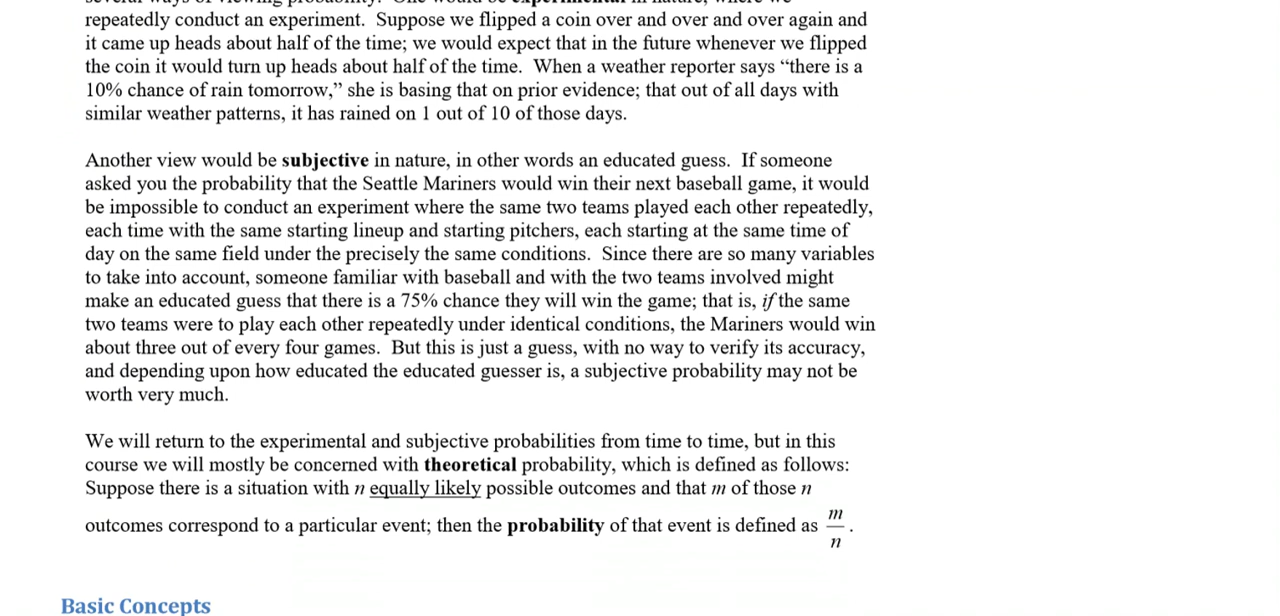 repeatedly conduct an experiment.  Suppose we flipped a coin over and over and over again and
it came up heads about half of the time; we would expect that in the future whenever we flipped
the coin it would turn up heads about half of the time.  When a weather reporter says “there is a
10% chance of rain tomorrow,” she is basing that on prior evidence; that out of all days with
similar weather patterns, it has rained on 1 out of 10 of those days.
Another view would be subjective in nature, in other words an educated guess.  If someone
asked you the probability that the Seattle Mariners would win their next baseball game, it would
be impossible to conduct an experiment where the same two teams played each other repeatedly,
each time with the same starting lineup and starting pitchers, each starting at the same time of
day on the same field under the precisely the same conditions.  Since there are so many variables
to take into account, someone familiar with baseball and with the two teams involved might
make an educated guess that there is a 75% chance they will win the game; that is, if the same
two teams were to play each other repeatedly under identical conditions, the Mariners would win
about three out of every four games.  But this is just a guess, with no way to verify its accuracy,
and depending upon how educated the educated guesser is, a subjective probability may not be
worth very much.
We will return to the experimental and subjective probabilities from time to time, but in this
course we will mostly be concerned with theoretical probability, which is defined as follows:
Suppose there is a situation with n equally likely possible outcomes and that m of those n
outcomes correspond to a particular event; then the probability of that event is defined as m/n.
Basic Concepts